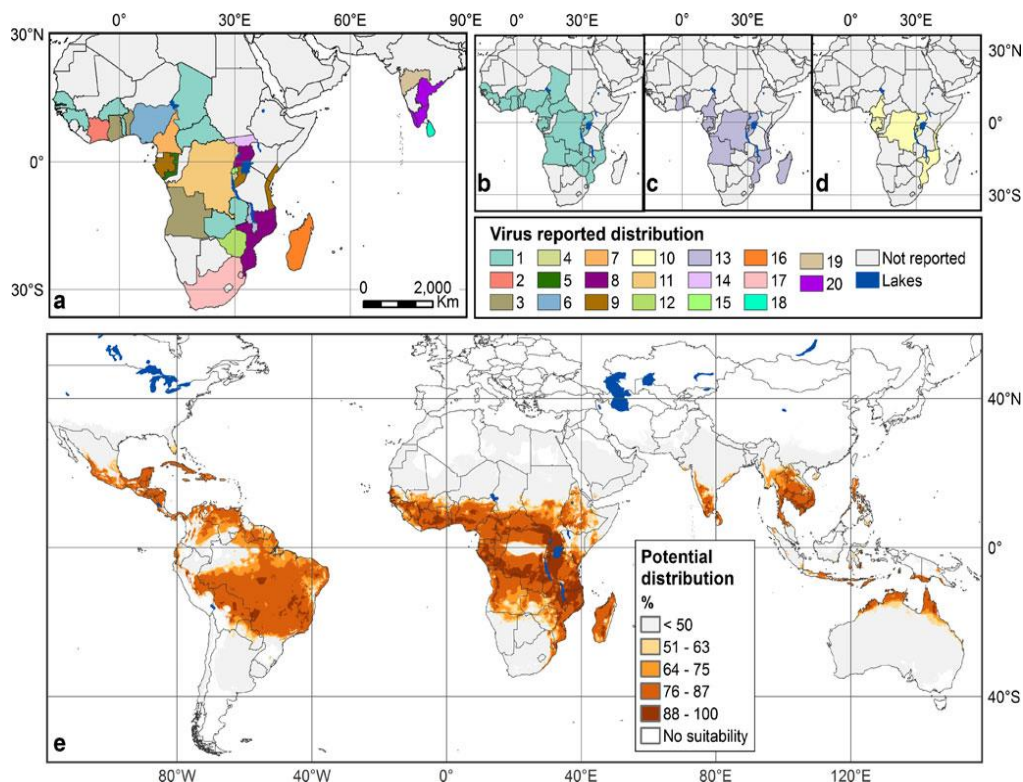 0° 30°E 60°E 90°E 0° 30°E 0° 30°E 0° 30°E
30°N
0°
30°S
a
0 2,000
Km
b
c
d
30°N
0°
30°S
Virus reported distribution
1 4 7 10 13 16 19 Not reported
2 5 8 11 14 17 20 Lakes
3 6 9 12 15 18
40°N
0°
40°S
Potential
distribution
%
< 50
51 - 63
64 - 75
76 - 87
88 - 100
No suitability
e
80°W 40°W 0° 40°E 80°E 120°E